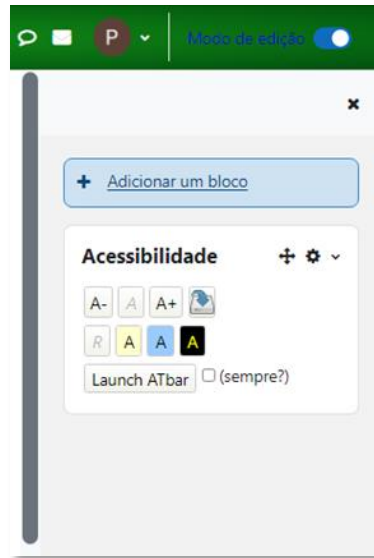 P Modo de edição
+ Adicionar um bloco
Acessibilidade
A- A A+
R A A A
Launch ATbar (sempre?)